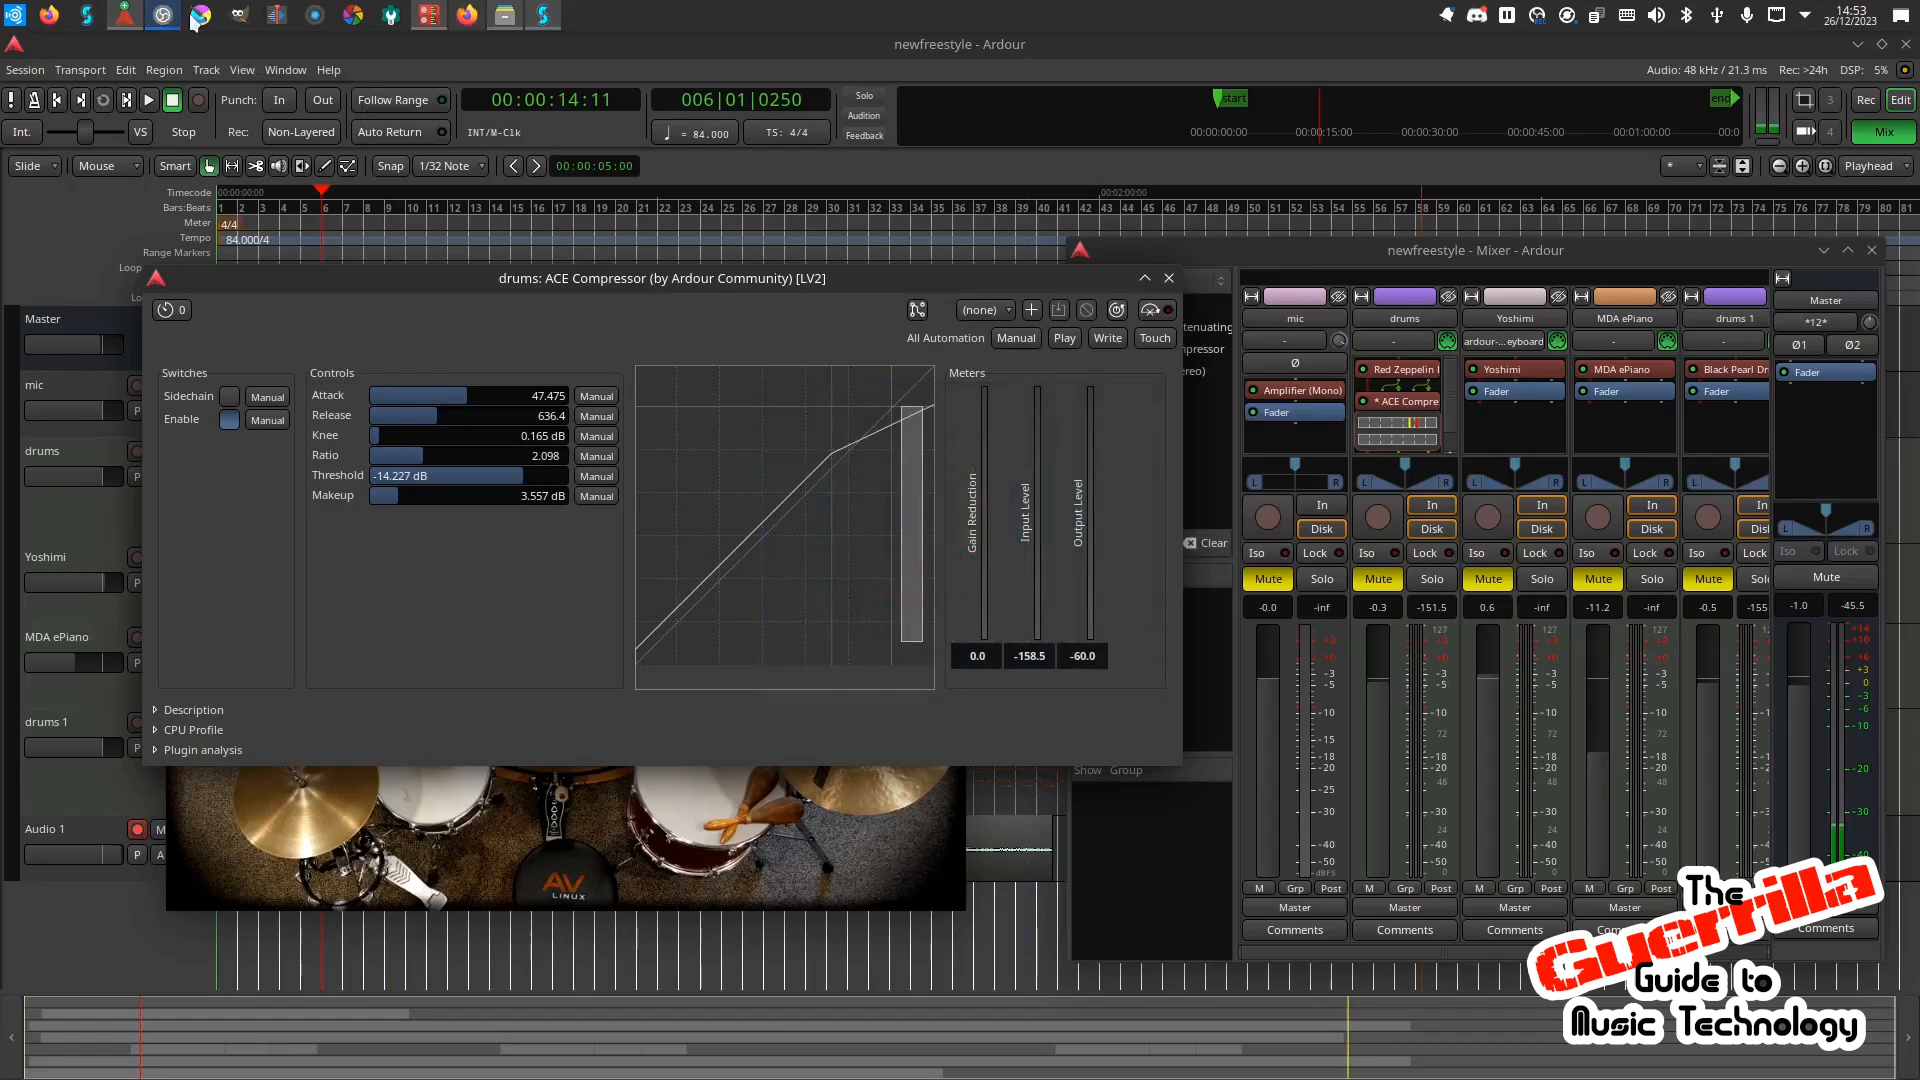 14:53
26/12/2023
newfreestyle - Ardour
Session Transport Edit Region Track View Window Help
Audio: 48 kHz / 21.3 ms Rec: >24h DSP: 5%
Punch: In Out Follow Range
00:00:14:11
006|01|0250
Solo
Audition
Feedback
start
end
Rec Edit
Int. VS Stop Rec: Non-Layered Auto Return
INT/M-Clk
♩ = 84.000
TS: 4/4
00:00:00:00 00:00:15:00 00:00:30:00 00:00:45:00 00:01:00:00 00:0
3
4
Mix
Slide Mouse Smart Snap 1/32 Note 00:00:05:00 * Playhead
Timecode 00:00:00:00 00:02:00:00
Bars:Beats 1 2 3 4 5 6 7 8 9 10 11 12 13 14 15 16 17 18 19 20 21 22 23 24 25 26 27 28 29 30 31 32 33 34 35 36 37 38 39 40 41 42 43 44 45 46 47 48 49 50 51 52 53 54 55 56 57 58 59 60 61 62 63 64 65 66 67 68 69 70 71 72 73 74 75 76 77 78 79 80 81
Meter 4/4
Tempo 84.000/4
Range Markers
newfreestyle - Mixer - Ardour
drums: ACE Compressor (by Ardour Community) [LV2]
0
(none)
All Automation Manual Play Write Touch
Switches
Sidechain Manual
Enable Manual
Controls
Attack 47.475 Manual
Release 636.4 Manual
Knee 0.165 dB Manual
Ratio 2.098 Manual
Threshold -14.227 dB Manual
Makeup 3.557 dB Manual
Meters
Gain Reduction
Input Level
Output Level
0.0 -158.5 -60.0
Description
CPU Profile
Plugin analysis
Master
mic
drums
Yoshimi
MDA ePiano
drums 1
Audio 1
P
M
P A
AV
LINUX
Clear
Show Group
mic drums Yoshimi MDA ePiano drums 1 Master
*12*
- - - - -
Ø Ø1 Ø2
Amplifier (Mono)
Fader
* ACE Compre
Yoshimi
Fader
MDA ePiano
Fader
Fader
Fader
L R L R L R L R L L R
In In In In In
Disk Disk Disk Disk Disk
Iso Lock Iso Lock Iso Lock Iso Lock Iso Lock Iso Lock
Mute Solo Mute Solo Mute Solo Mute Solo Mute Mute
-0.0 -inf -0.3 -151.5 0.6 -inf -11.2 -inf -0.5 -1.0 -45.5
M Grp Post M Grp Post M Grp Post M Grp Post M Grp Post
Master Master Master Master Master
Comments Comments Comments Comments
The
Guerrilla
Guide to
Music Technology